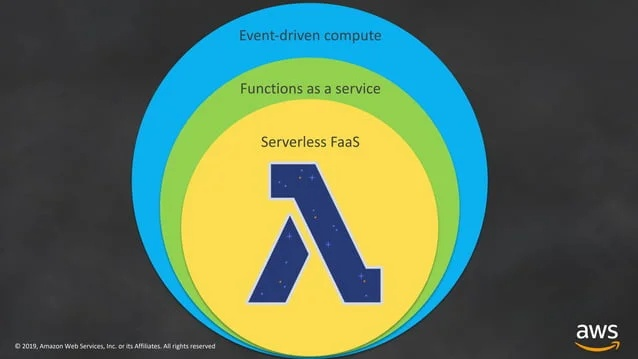 Event-driven compute
Functions as a service
Serverless FaaS
aws
© 2019, Amazon Web Services, Inc. or its Affiliates. All rights reserved